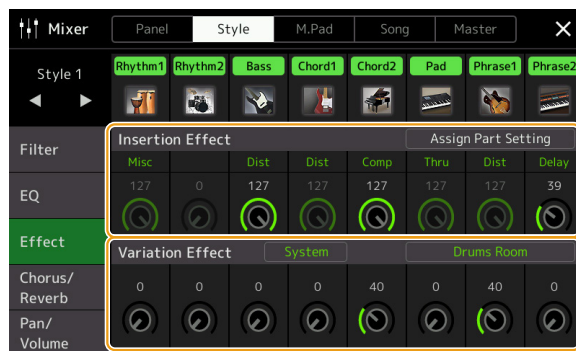 Mixer
Panel Style M.Pad Song Master
Style 1
Rhythm1 Rhythm2 Bass Chord1 Chord2 Pad Phrase1 Phrase2
Filter
EQ
Effect
Chorus/
Reverb
Pan/
Volume
Insertion Effect Assign Part Setting
Misc Dist Dist Comp Thru Dist Delay
127 0 127 127 127 127 127 39
Variation Effect System Drums Room
0 0 0 0 40 0 40 0